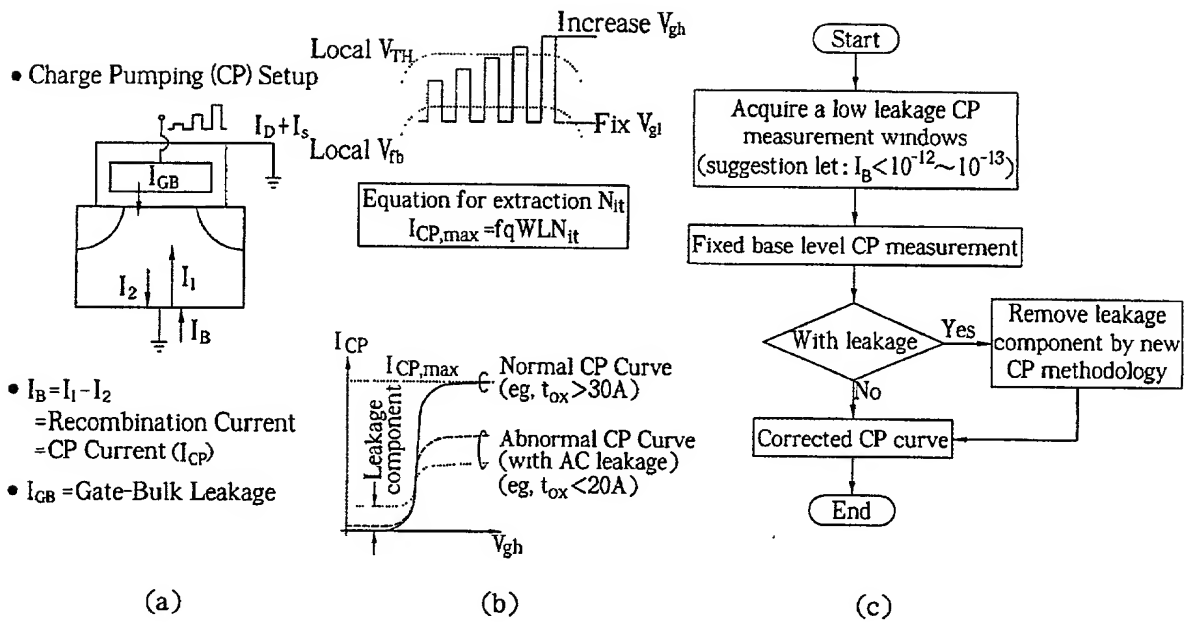 • Charge Pumping (CP) Setup
I_D+I_s
I_GB
I_2
I_1
I_B
• I_B=I_1-I_2
=Recombination Current
=CP Current (I_CP)
• I_GB =Gate-Bulk Leakage
(a)
Increase V_gh
Local V_TH
Fix V_gl
Local V_fb
Equation for extraction N_it
I_CP,max=fqWLN_it
I_CP
I_CP,max
Normal CP Curve
(eg, t_ox>30A)
Leakage
component
Abnormal CP Curve
(with AC leakage)
(eg, t_ox<20A)
V_gh
(b)
Start
Acquire a low leakage CP
measurement windows
(suggestion let: I_B<10^-12~10^-13)
Fixed base level CP measurement
With leakage
Yes
Remove leakage
component by new
CP methodology
No
Corrected CP curve
End
(c)